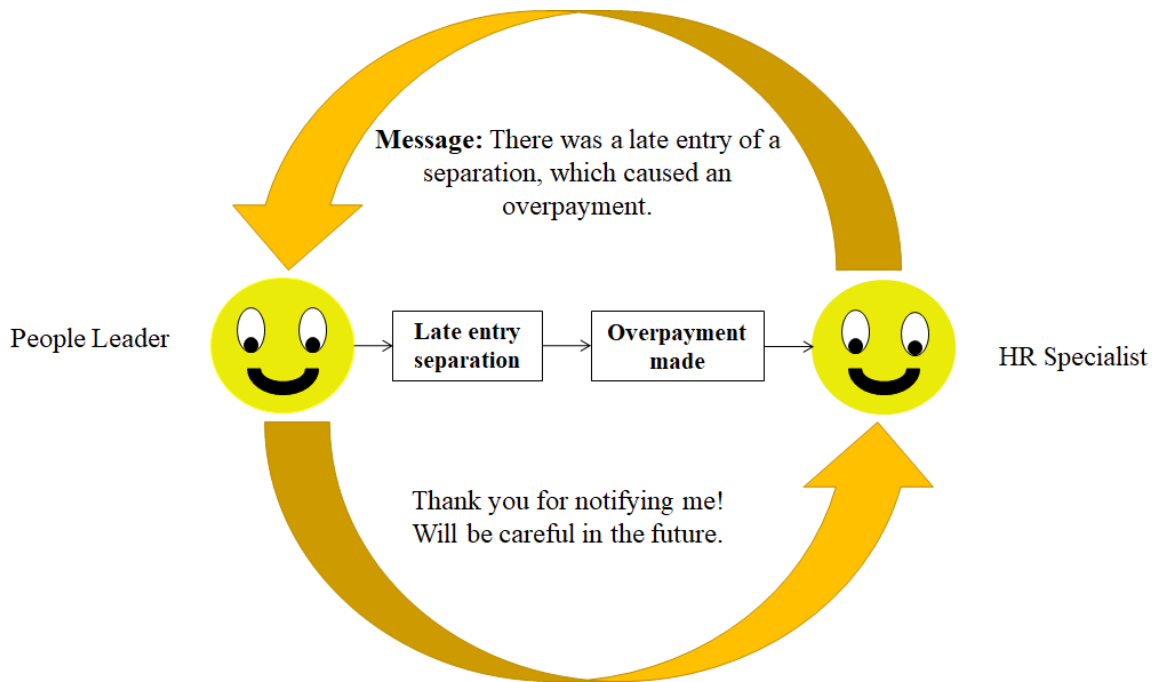 Message: There was a late entry of a
separation, which caused an
overpayment.
People Leader
Late entry
separation
Overpayment
made
HR Specialist
Thank you for notifying me!
Will be careful in the future.